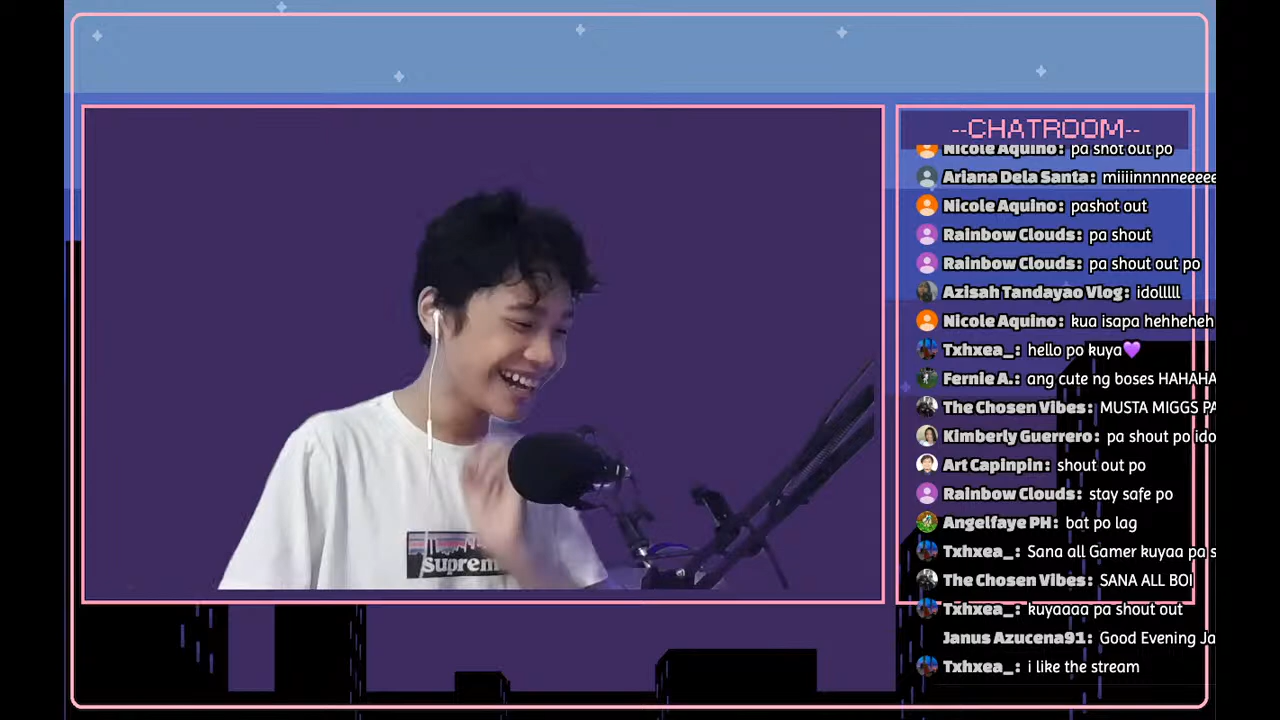 --CHATROOM--
Nicole Aquino: pa shot out po
Ariana Dela Santa: miiiinnnneeeee
Nicole Aquino: pashot out
Rainbow Clouds: pa shout
Rainbow Clouds: pa shout out po
Azisah Tandayao Vlog: idolllll
Nicole Aquino: kua isapa hehheheh
Txhxea_: hello po kuya💜
Fernie A.: ang cute ng boses HAHAHA
The Chosen Vibes: MUSTA MIGGS PA
Kimberly Guerrero: pa shout po ido
Art Capinpin: shout out po
Rainbow Clouds: stay safe po
Angelfaye PH: bat po lag
Txhxea_: Sana all Gamer kuyaa pa s
The Chosen Vibes: SANA ALL BOI
Txhxea_: kuyaaaa pa shout out
Janus Azucena91: Good Evening Ja
Txhxea_: i like the stream
suprem